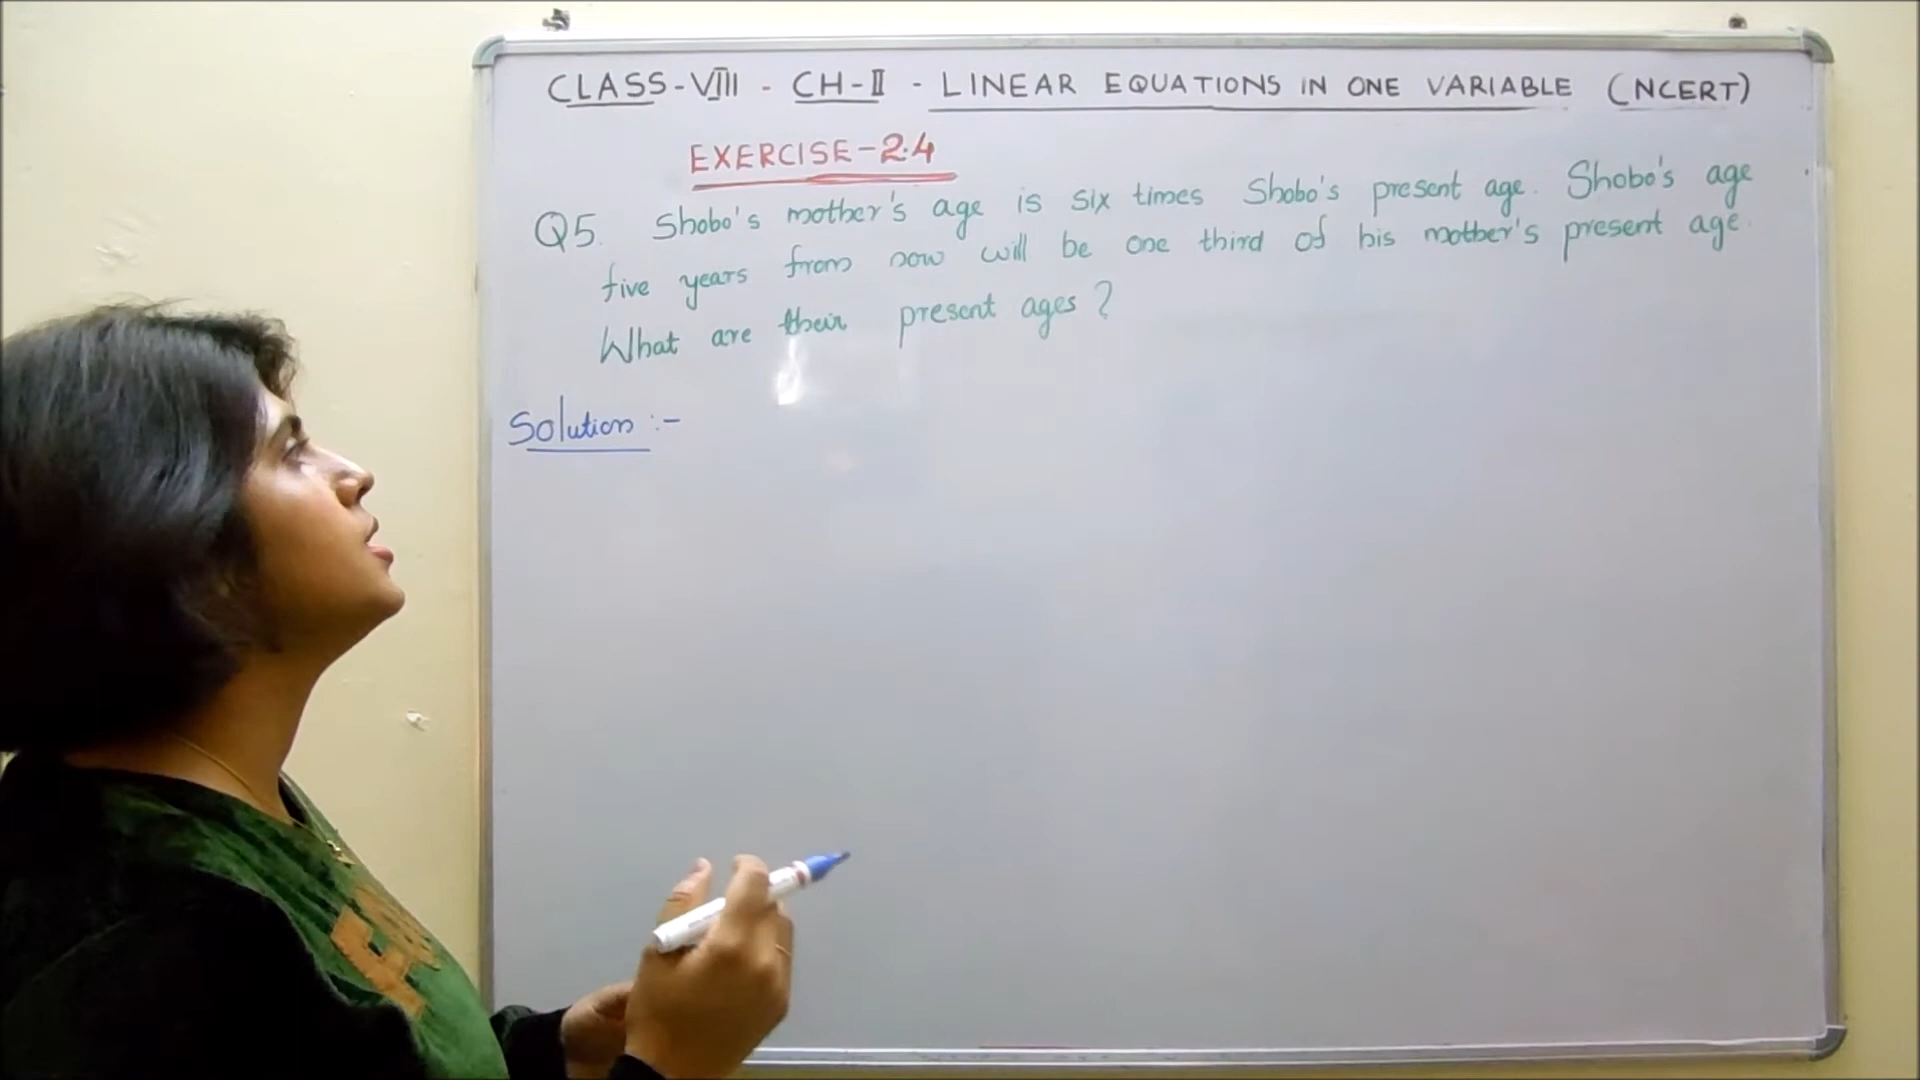 CLASS-VIII - CH-II - LINEAR EQUATIONS IN ONE VARIABLE (NCERT)
EXERCISE-2.4
Q5. Shobo's mother's age is six times Shobo's present age. Shobo's age
five years from now will be one third of his mother's present age.
What are their present ages ?
Solution :-